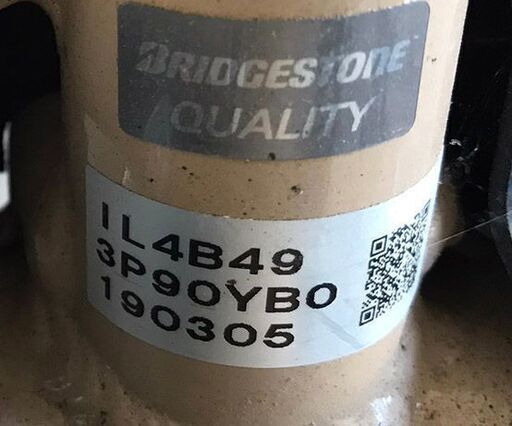 BRIDGESTONE
QUALITY
IL4B49
3P90YB0
190305